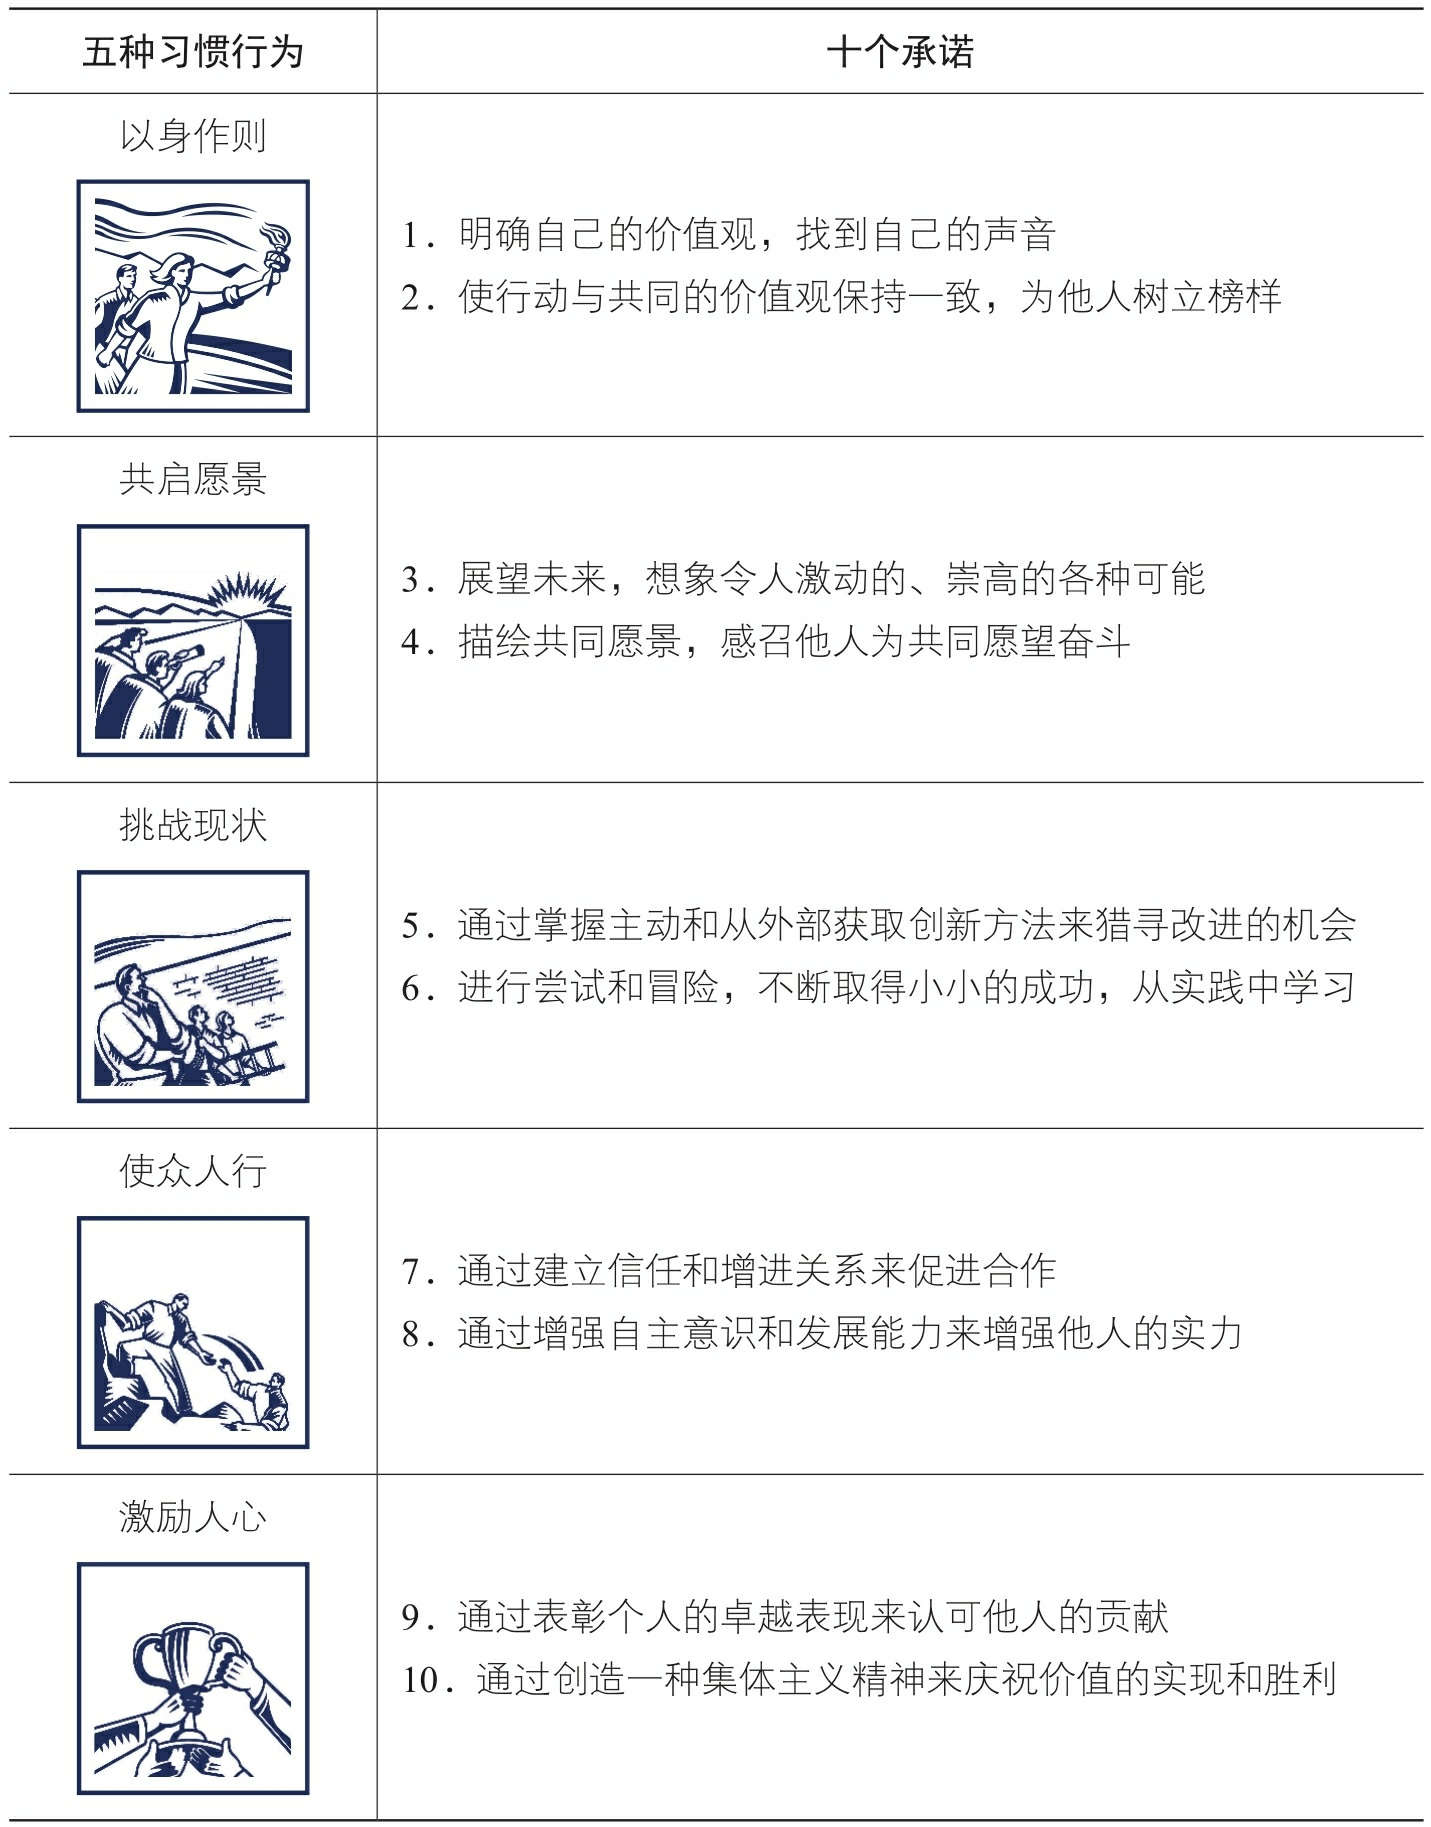 五种习惯行为
十个承诺
以身作则
1. 明确自己的价值观，找到自己的声音
2. 使行动与共同的价值观保持一致，为他人树立榜样
共启愿景
3. 展望未来，想象令人激动的、崇高的各种可能
4. 描绘共同愿景，感召他人为共同愿望奋斗
挑战现状
5. 通过掌握主动和从外部获取创新方法来猎寻改进的机会
6. 进行尝试和冒险，不断取得小小的成功，从实践中学习
使众人行
7. 通过建立信任和增进关系来促进合作
8. 通过增强自主意识和发展能力来增强他人的实力
激励人心
9. 通过表彰个人的卓越表现来认可他人的贡献
10. 通过创造一种集体主义精神来庆祝价值的实现和胜利